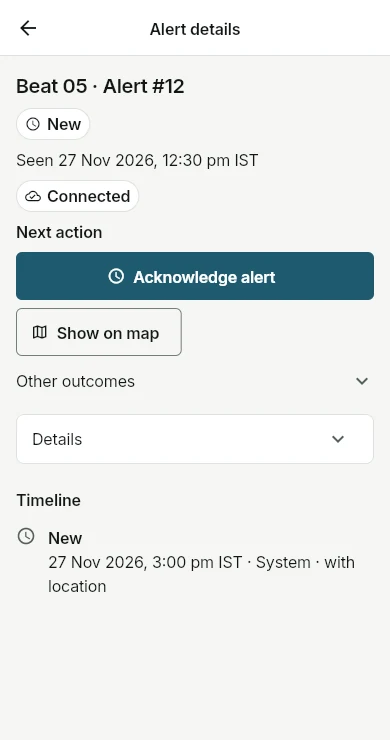 Alert details
Beat 05 · Alert #12
New
Seen 27 Nov 2026, 12:30 pm IST
Connected
Next action
Acknowledge alert
Show on map
Other outcomes
Details
Timeline
New
27 Nov 2026, 3:00 pm IST · System · with
location